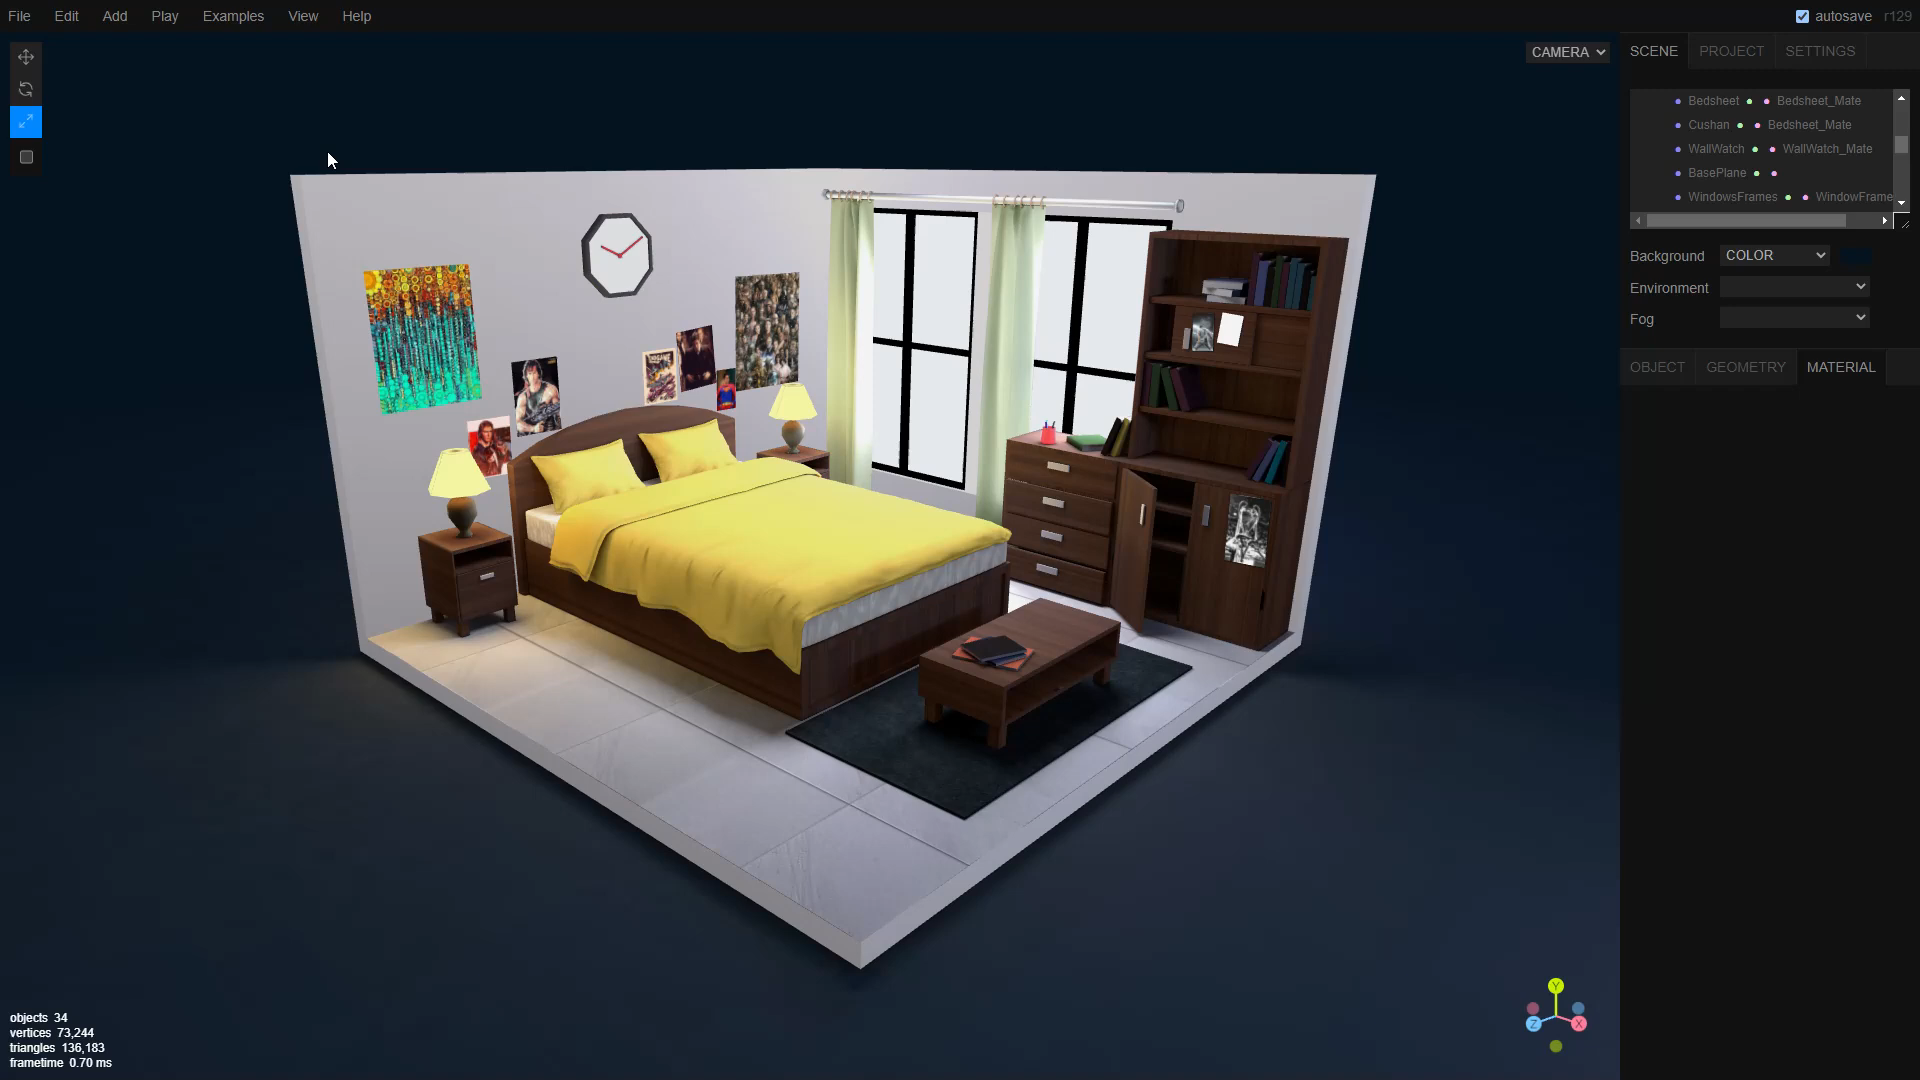 File Edit Add Play Examples View Help autosave r129
CAMERA
SCENE PROJECT SETTINGS
Bedsheet Bedsheet_Mate
Cushan Bedsheet_Mate
WallWatch WallWatch_Mate
BasePlane
WindowsFrames WindowFrame
Background COLOR
Environment
Fog
OBJECT GEOMETRY MATERIAL
objects 34
vertices 73,244
triangles 136,183
frametime 0.70 ms
Y
Z X